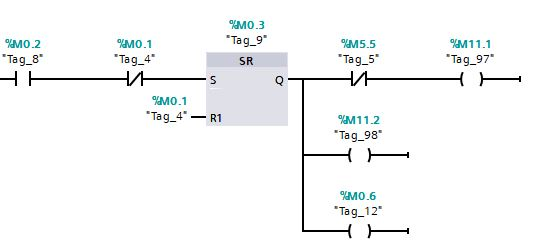 %M0.3
"Tag_9"
%M0.2
"Tag_8"
%M0.1
"Tag_4"
SR
%M5.5
"Tag_5"
%M11.1
"Tag_97"
S
Q
%M0.1
"Tag_4"
R1
%M11.2
"Tag_98"
%M0.6
"Tag_12"